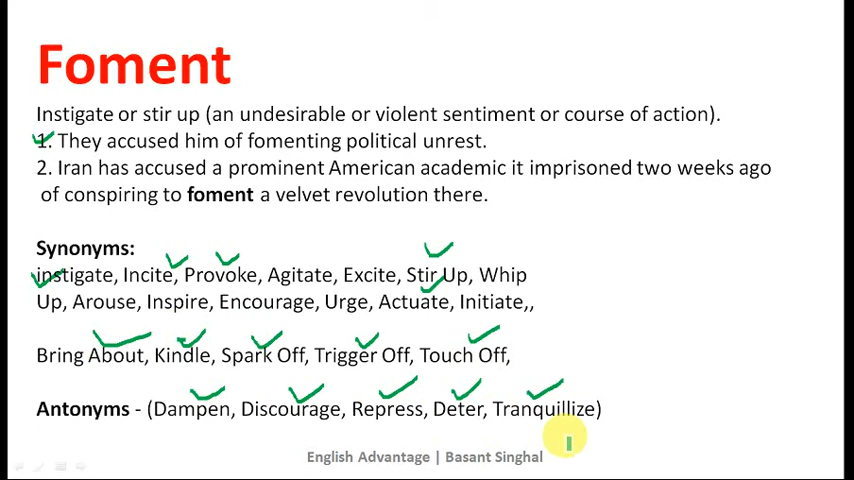 Foment
Instigate or stir up (an undesirable or violent sentiment or course of action).
1. They accused him of fomenting political unrest.
2. Iran has accused a prominent American academic it imprisoned two weeks ago
of conspiring to foment a velvet revolution there.
Synonyms:
instigate, Incite, Provoke, Agitate, Excite, Stir Up, Whip
Up, Arouse, Inspire, Encourage, Urge, Actuate, Initiate,,
Bring About, Kindle, Spark Off, Trigger Off, Touch Off,
Antonyms - (Dampen, Discourage, Repress, Deter, Tranquillize)
English Advantage | Basant Singhal